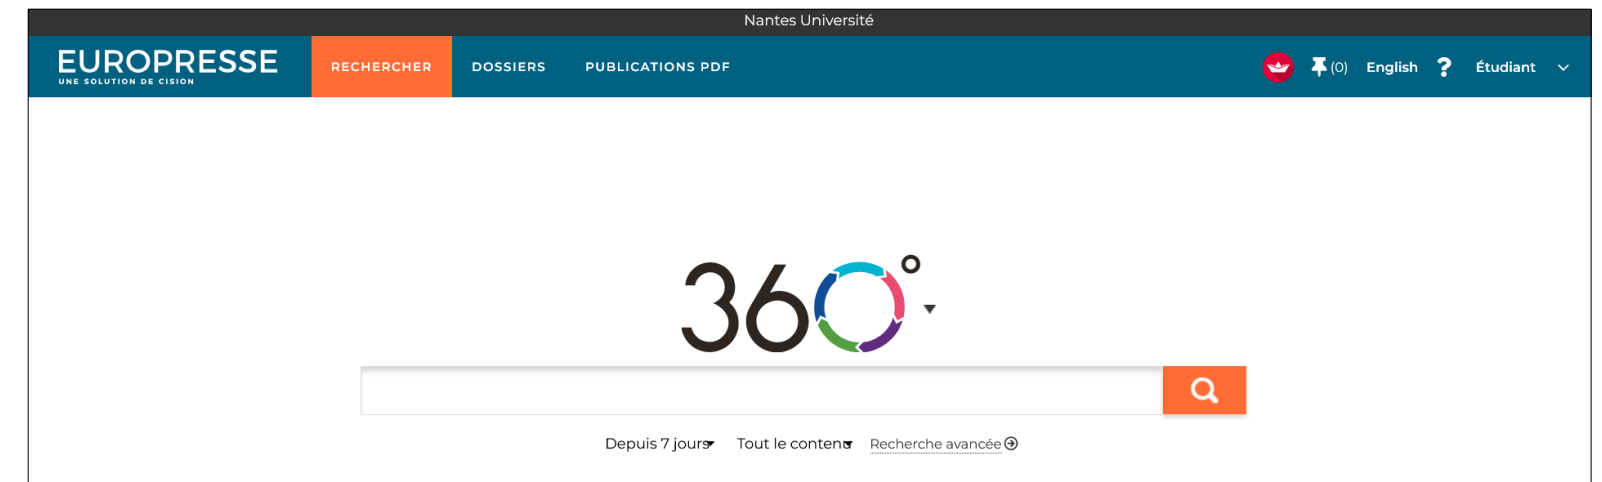 Nantes Université
EUROPRESSE
UNE SOLUTION DE CISION
RECHERCHER DOSSIERS PUBLICATIONS PDF
(0) English ? Étudiant
360°
Depuis 7 jours Tout le contenu Recherche avancée